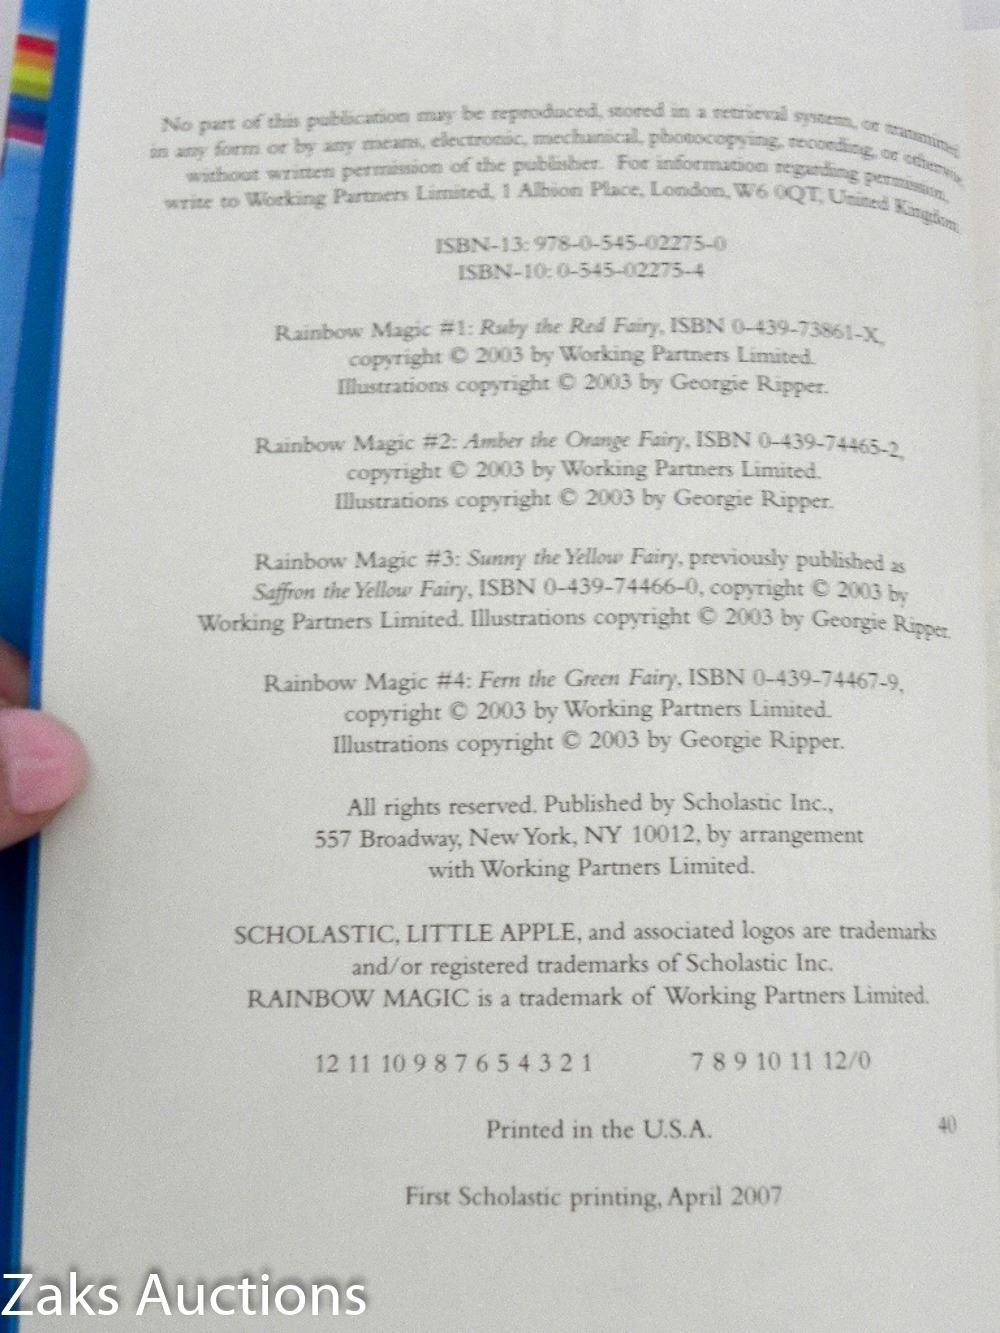 No part of this publication may be reproduced, stored in a retrieval system, or transmitted
in any form or by any means, electronic, mechanical, photocopying, recording, or otherwise
without written permission of the publisher. For information regarding permission,
write to Working Partners Limited, 1 Albion Place, London, W6 0QT, United Kingdom.
ISBN-13: 978-0-545-02275-0
ISBN-10: 0-545-02275-4
Rainbow Magic #1: Ruby the Red Fairy, ISBN 0-439-73861-X,
copyright © 2003 by Working Partners Limited.
Illustrations copyright © 2003 by Georgie Ripper.
Rainbow Magic #2: Amber the Orange Fairy, ISBN 0-439-74465-2,
copyright © 2003 by Working Partners Limited.
Illustrations copyright © 2003 by Georgie Ripper.
Rainbow Magic #3: Sunny the Yellow Fairy, previously published as
Saffron the Yellow Fairy, ISBN 0-439-74466-0, copyright © 2003 by
Working Partners Limited. Illustrations copyright © 2003 by Georgie Ripper.
Rainbow Magic #4: Fern the Green Fairy, ISBN 0-439-74467-9,
copyright © 2003 by Working Partners Limited.
Illustrations copyright © 2003 by Georgie Ripper.
All rights reserved. Published by Scholastic Inc.,
557 Broadway, New York, NY 10012, by arrangement
with Working Partners Limited.
SCHOLASTIC, LITTLE APPLE, and associated logos are trademarks
and/or registered trademarks of Scholastic Inc.
RAINBOW MAGIC is a trademark of Working Partners Limited.
12 11 10 9 8 7 6 5 4 3 2 1 7 8 9 10 11 12/0
Printed in the U.S.A. 40
First Scholastic printing, April 2007
Zaks Auctions